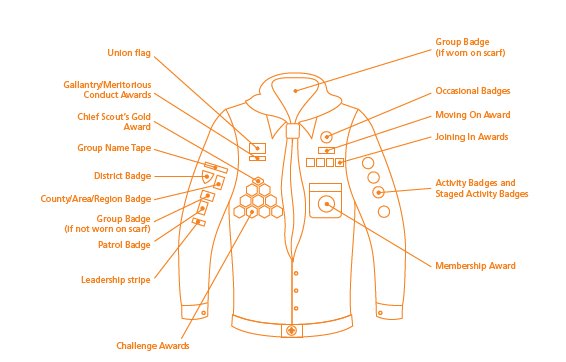 Union flag
Gallantry/Meritorious
Conduct Awards
Chief Scout's Gold
Award
Group Name Tape
District Badge
County/Area/Region Badge
Group Badge
(If not worn on scarf)
Patrol Badge
Leadership stripe
Challenge Awards
Group Badge
(If worn on scarf)
Occasional Badges
Moving On Award
Joining In Awards
Activity Badges and
Staged Activity Badges
Membership Award